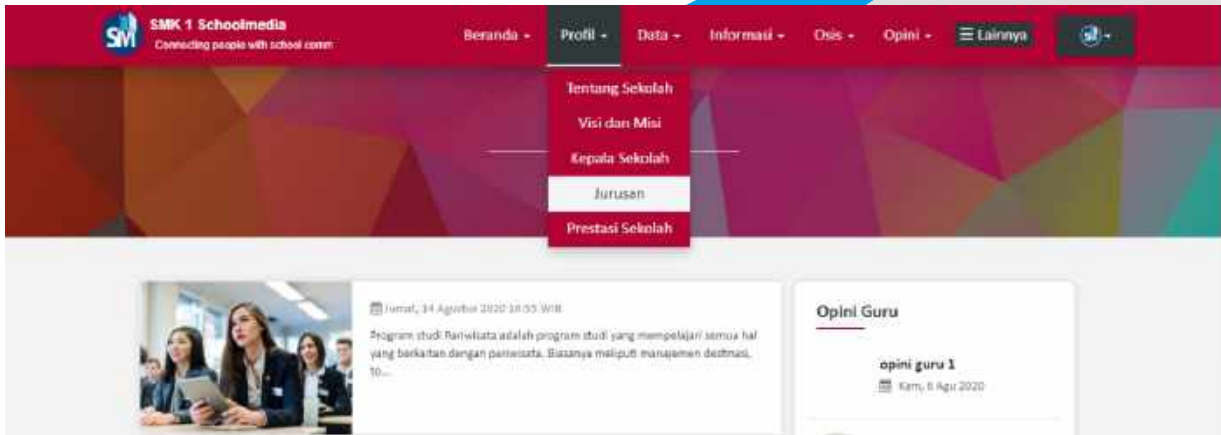 SMK 1 Schoolmedia
Connecting people with school comm
SM
Beranda
Profil
Data
Informasi
Osis
Opini
Lainnya
Tentang Sekolah
Visi dan Misi
Kepala Sekolah
Jurusan
Prestasi Sekolah
Jumat, 14 Agustus 2020 WIB
Program studi Pariwisata adalah program studi yang mempelajari semua hal
yang berkaitan dengan pariwisata. Biasanya meliputi manajemen destinasi,
Opini Guru
opini guru 1
Kam, 6 Agu 2020